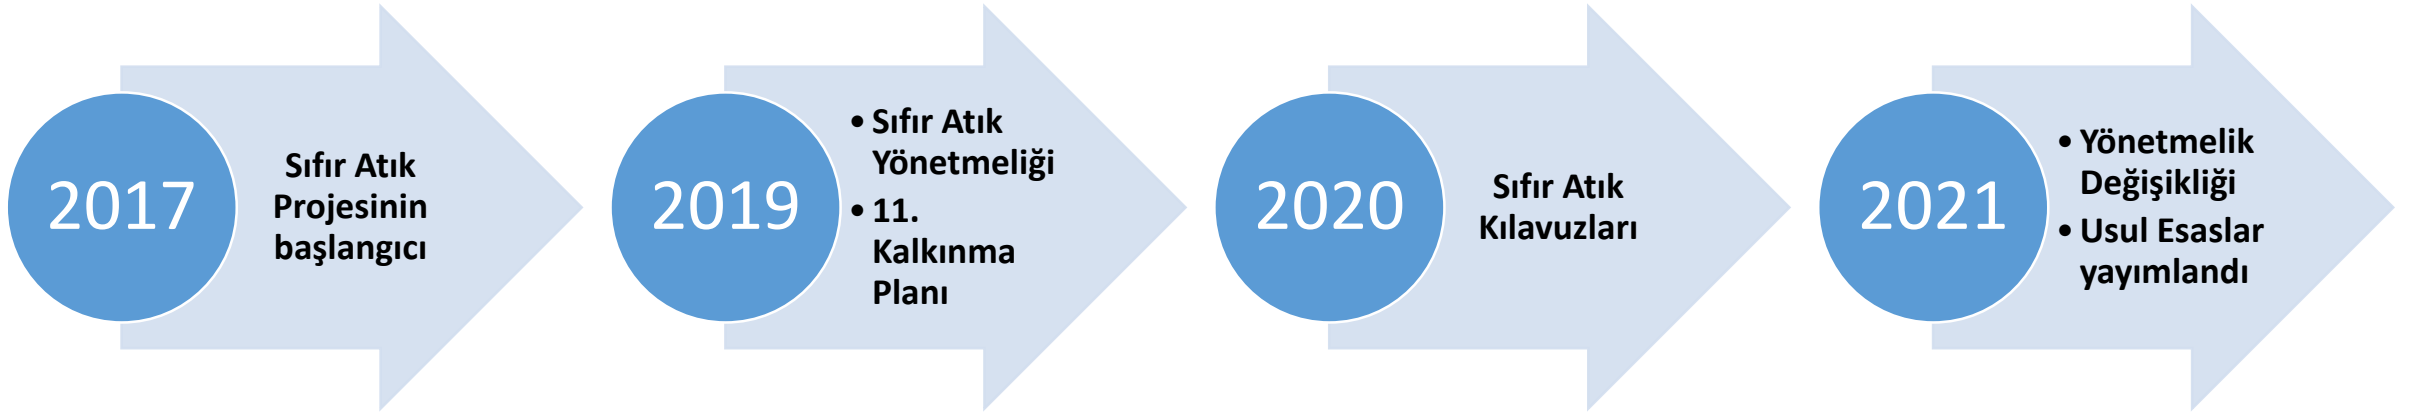 2017
Sıfır Atık
Projesinin
başlangıcı
2019
• Sıfır Atık
Yönetmeliği
• 11.
Kalkınma
Planı
2020
Sıfır Atık
Kılavuzları
2021
• Yönetmelik
Değişikliği
• Usul Esaslar
yayımlandı